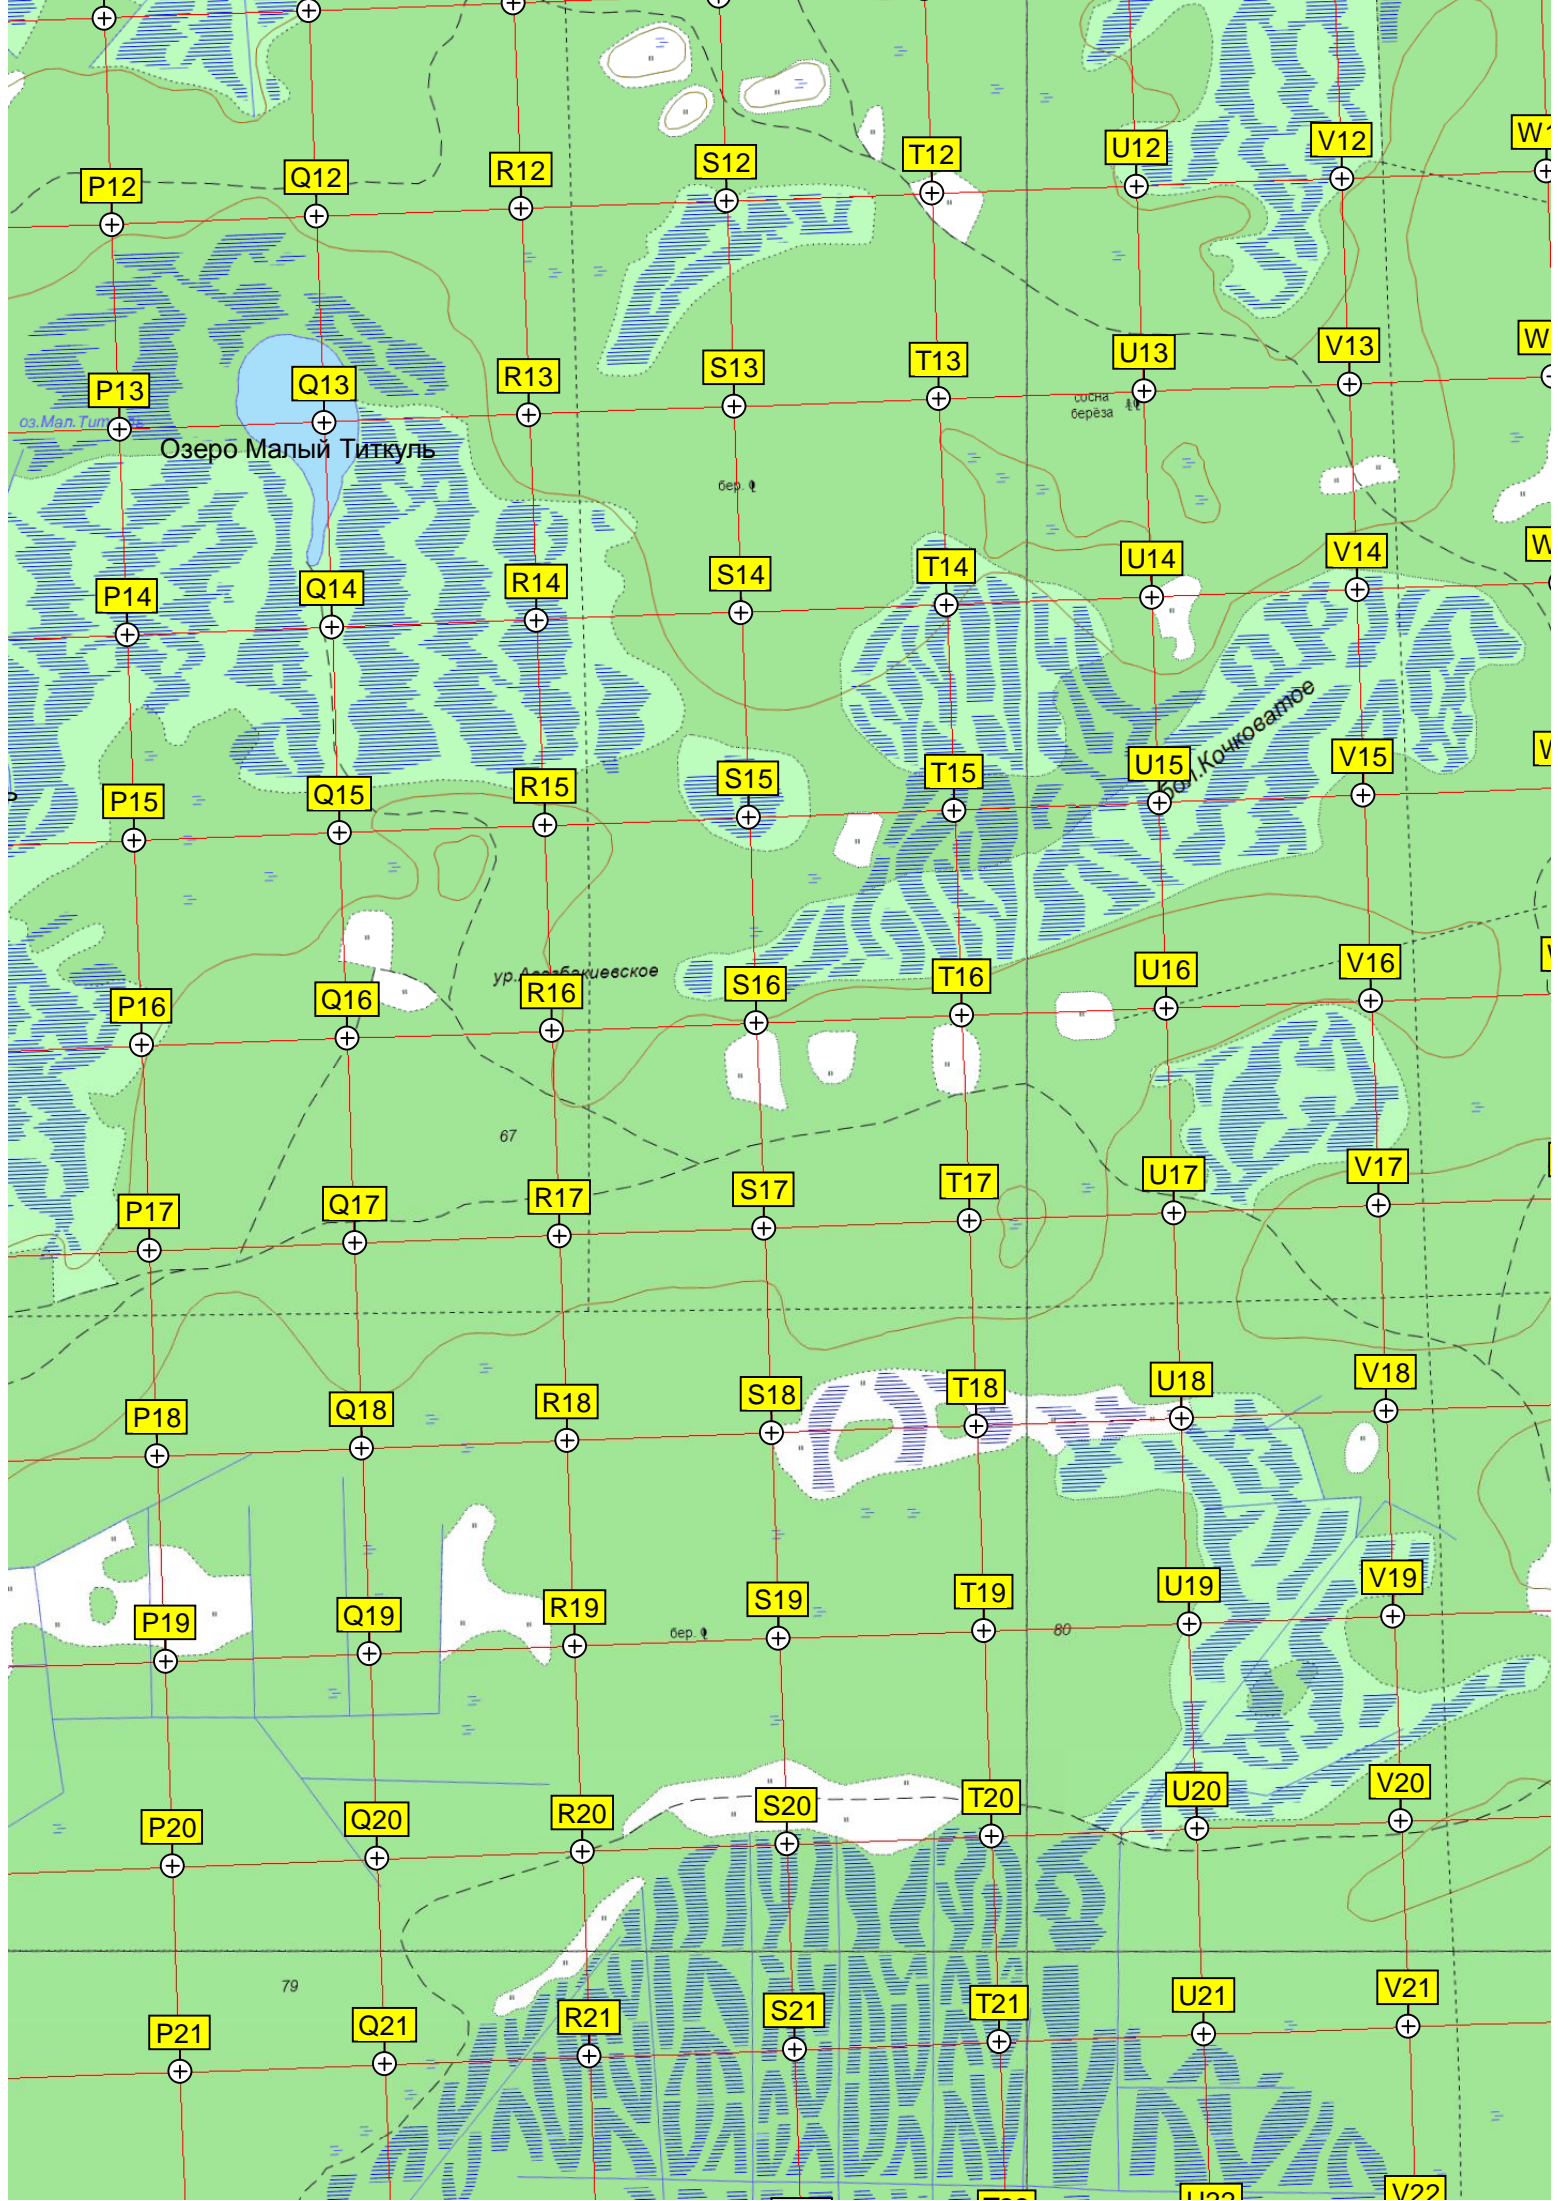 P12 Q12 R12 S12 T12 U12 V12
P13 Q13 R13 S13 T13 U13 V13
сосна
берёза
Озеро Малый Титкуль
бер.
P14 Q14 R14 S14 T14 U14 V14
бол.Кочковатое
P15 Q15 R15 S15 T15 U15 V15
P16 Q16 R16 S16 T16 U16 V16
67
P17 Q17 R17 S17 T17 U17 V17
P18 Q18 R18 S18 T18 U18 V18
P19 Q19 R19 S19 T19 U19 V19
бер.
80
P20 Q20 R20 S20 T20 U20 V20
79
P21 Q21 R21 S21 T21 U21 V21
V22